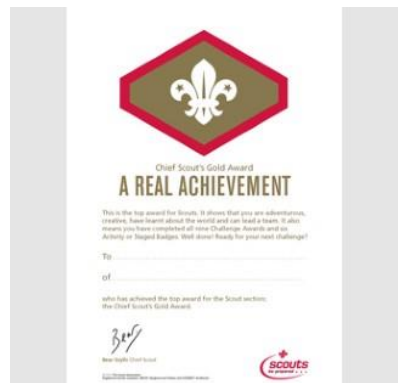 Chief Scout's Gold Award
A REAL ACHIEVEMENT
This is the top award for Scouts. It shows that you are adventurous,
creative, have learnt about the world and can lead a team. It also
means you have completed all nine Challenge Awards and six
Activity or Staged Badges. Well done! Ready for your next challenge?
To
of
who has achieved the top award for the Scout section:
the Chief Scout's Gold Award.
Bear
Bear Grylls Chief Scout
scouts
be prepared...